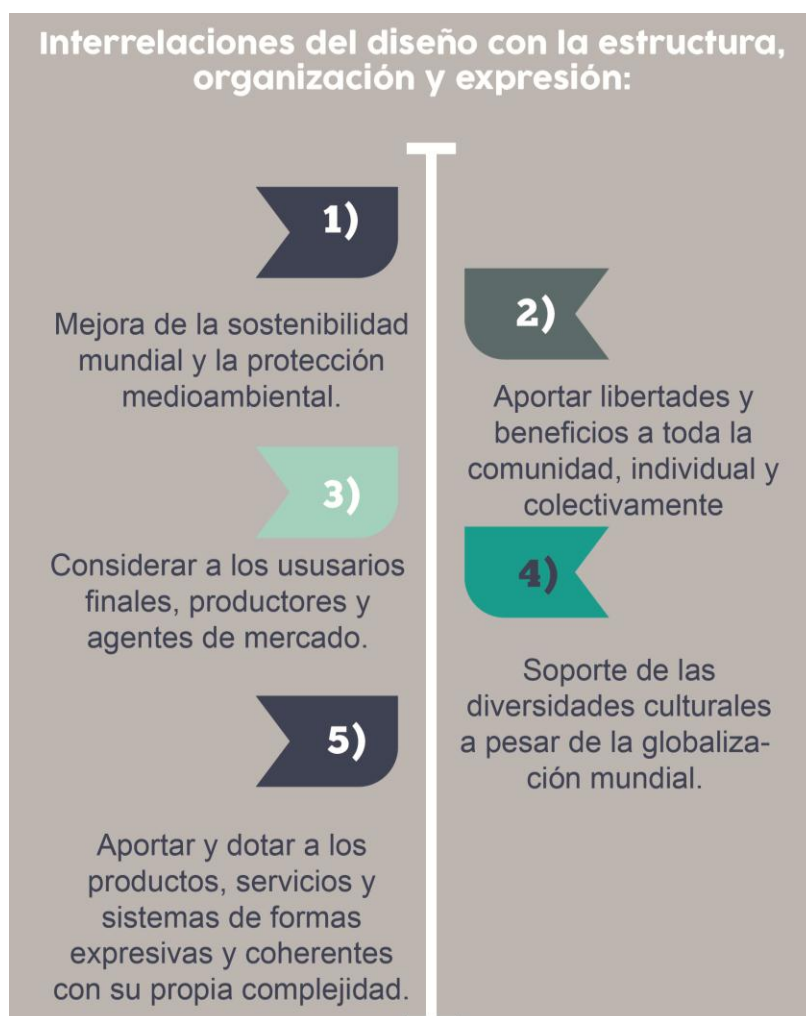 Interrelaciones del diseño con la estructura,
organización y expresión:
1)
Mejora de la sostenibilidad
mundial y la protección
medioambiental.
2)
Aportar libertades y
beneficios a toda la
comunidad, individual y
colectivamente
3)
Considerar a los ususarios
finales, productores y
agentes de mercado.
4)
Soporte de las
diversidades culturales
a pesar de la globaliza-
ción mundial.
5)
Aportar y dotar a los
productos, servicios y
sistemas de formas
expresivas y coherentes
con su propia complejidad.